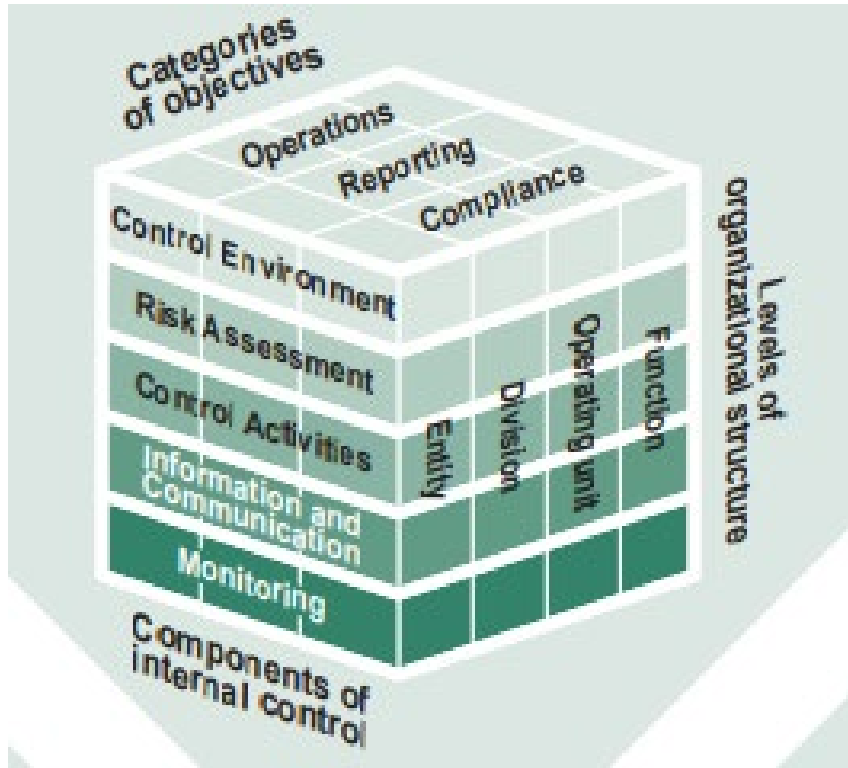 Categories
of objectives
Operations
Reporting
Compliance
Control Environment
Risk Assessment
Control Activities
Information and
Communication
Monitoring
Entity
Division
Operating unit
Function
Levels of
organizational structure
Components of
internal control